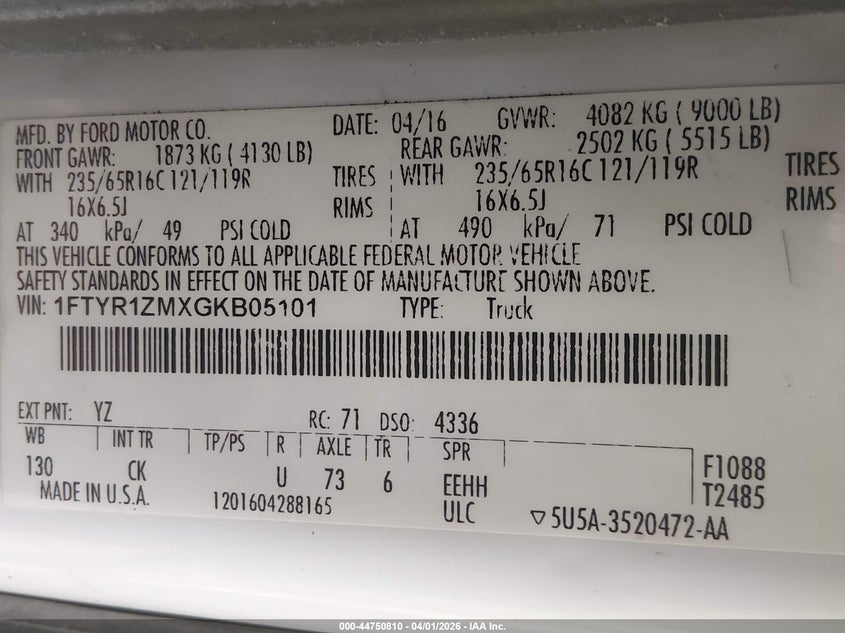 MFD. BY FORD MOTOR CO. DATE: 04/16 GVWR: 4082 KG ( 9000 LB)
FRONT GAWR: 1873 KG ( 4130 LB) REAR GAWR: 2502 KG ( 5515 LB)
WITH 235/65R16C 121/119R TIRES WITH 235/65R16C 121/119R TIRES
16X6.5J RIMS 16X6.5J RIMS
AT 340 kPa/ 49 PSI COLD AT 490 kPa/ 71 PSI COLD
THIS VEHICLE CONFORMS TO ALL APPLICABLE FEDERAL MOTOR VEHICLE
SAFETY STANDARDS IN EFFECT ON THE DATE OF MANUFACTURE SHOWN ABOVE.
VIN: 1FTYR1ZMXGKB05101 TYPE: Truck
EXT PNT: YZ RC: 71 DSO: 4336
WB INT TR TP/PS R AXLE TR SPR
130 CK U 73 6 EEHH F1088
MADE IN U.S.A. 1201604288165 ULC T2485
▽5U5A-3520472-AA
000-44750810 - 04/01/2026 - IAA Inc.